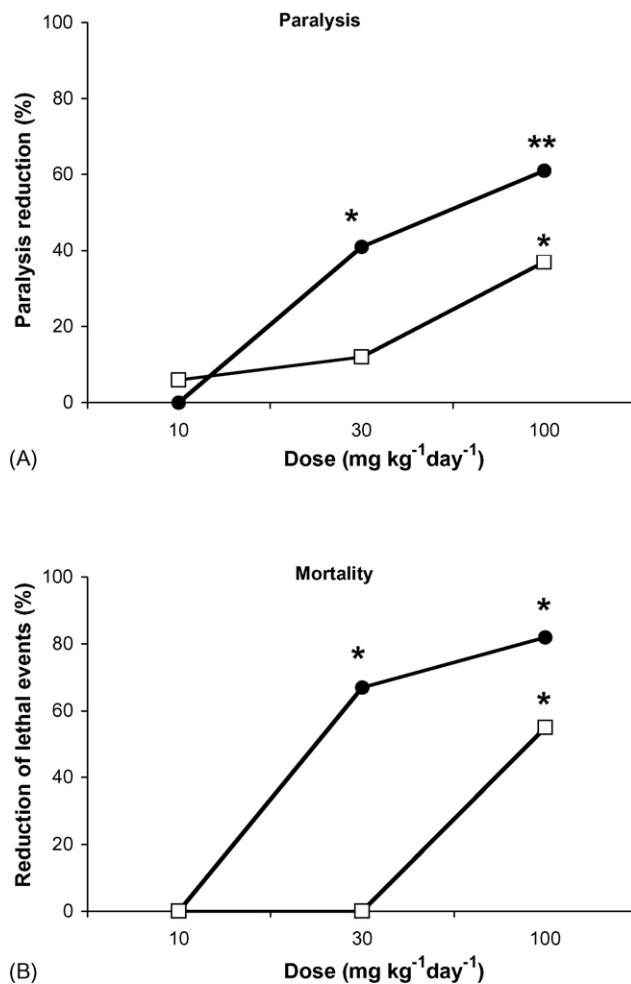 Paralysis
Paralysis reduction (%)
100
80
60
40
20
0
*
**
*
10 30 100
Dose (mg kg⁻¹day⁻¹)
(A)
Mortality
Reduction of lethal events (%)
100
80
60
40
20
0
*
*
*
10 30 100
Dose (mg kg⁻¹day⁻¹)
(B)